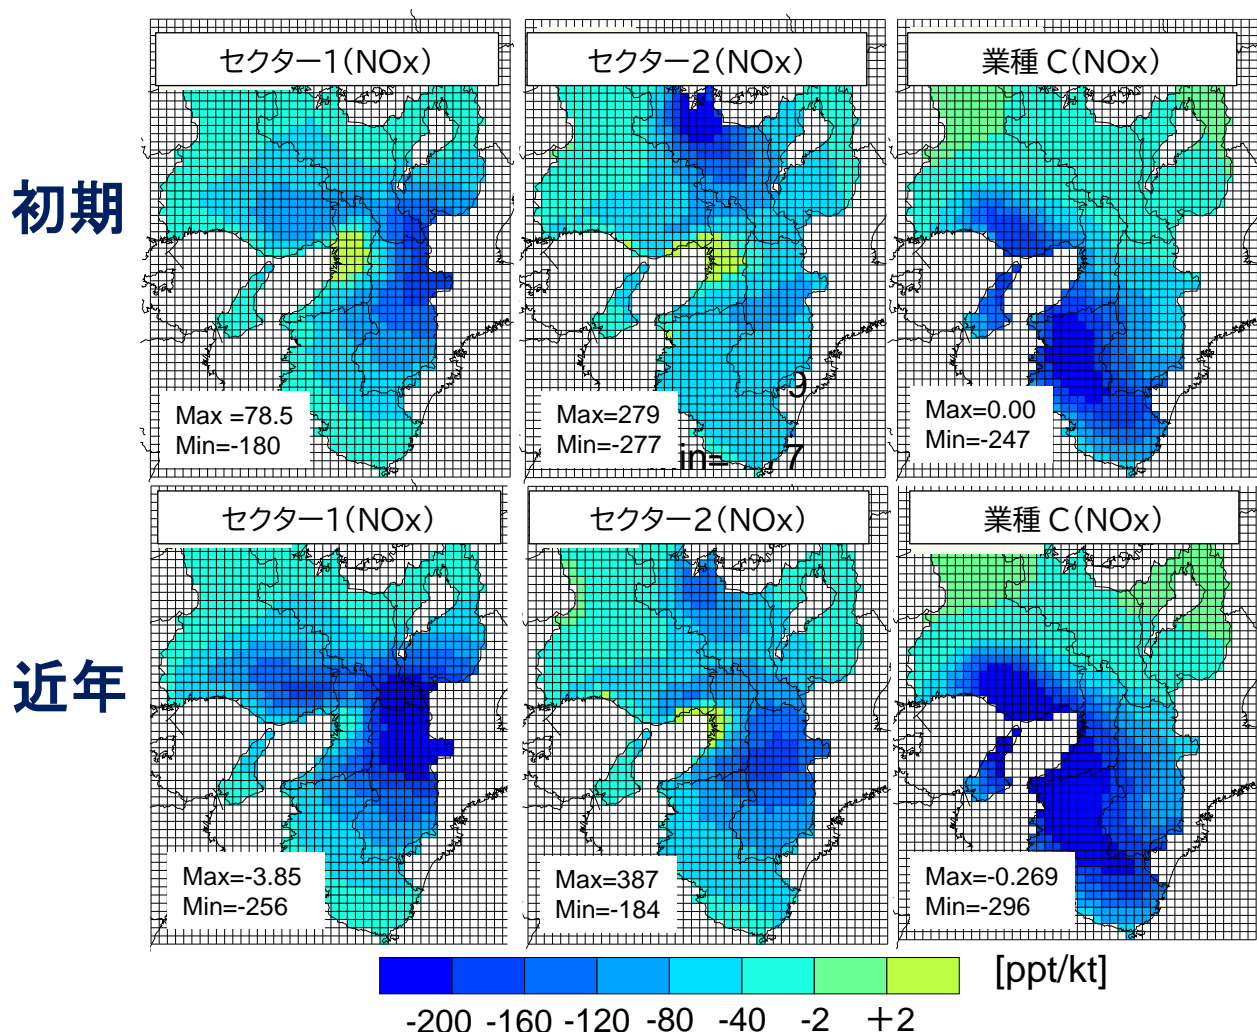 セクター1(NOx)
セクター2(NOx)
業種 C(NOx)
初期
Max =78.5
Min=-180
Max=279
Min=-277
9
in=
7
Max=0.00
Min=-247
セクター1(NOx)
セクター2(NOx)
業種 C(NOx)
近年
Max=-3.85
Min=-256
Max=387
Min=-184
Max=-0.269
Min=-296
[ppt/kt]
-200 -160 -120 -80 -40 -2 +2